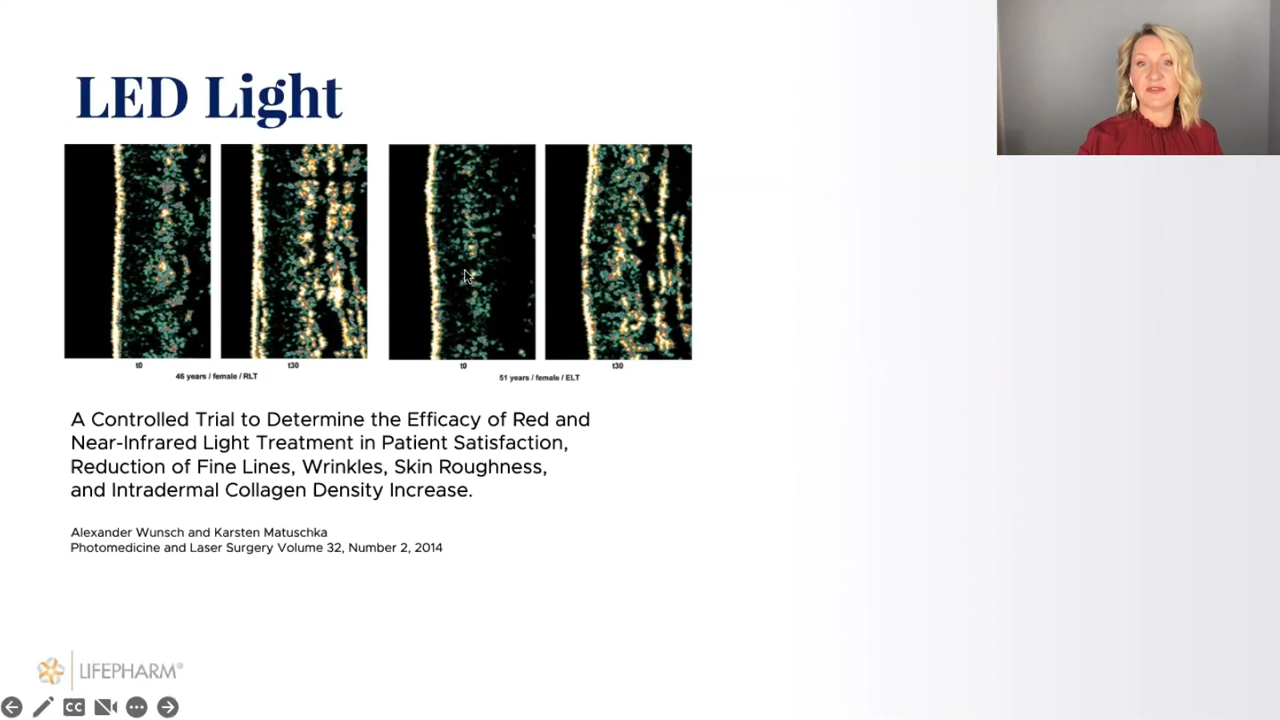 LED Light
t0
t30
46 years / female / RLT
t0
t30
51 years / female / ELT
A Controlled Trial to Determine the Efficacy of Red and
Near-Infrared Light Treatment in Patient Satisfaction,
Reduction of Fine Lines, Wrinkles, Skin Roughness,
and Intradermal Collagen Density Increase.
Alexander Wunsch and Karsten Matuschka
Photomedicine and Laser Surgery Volume 32, Number 2, 2014
LIFEPHARM®
CC